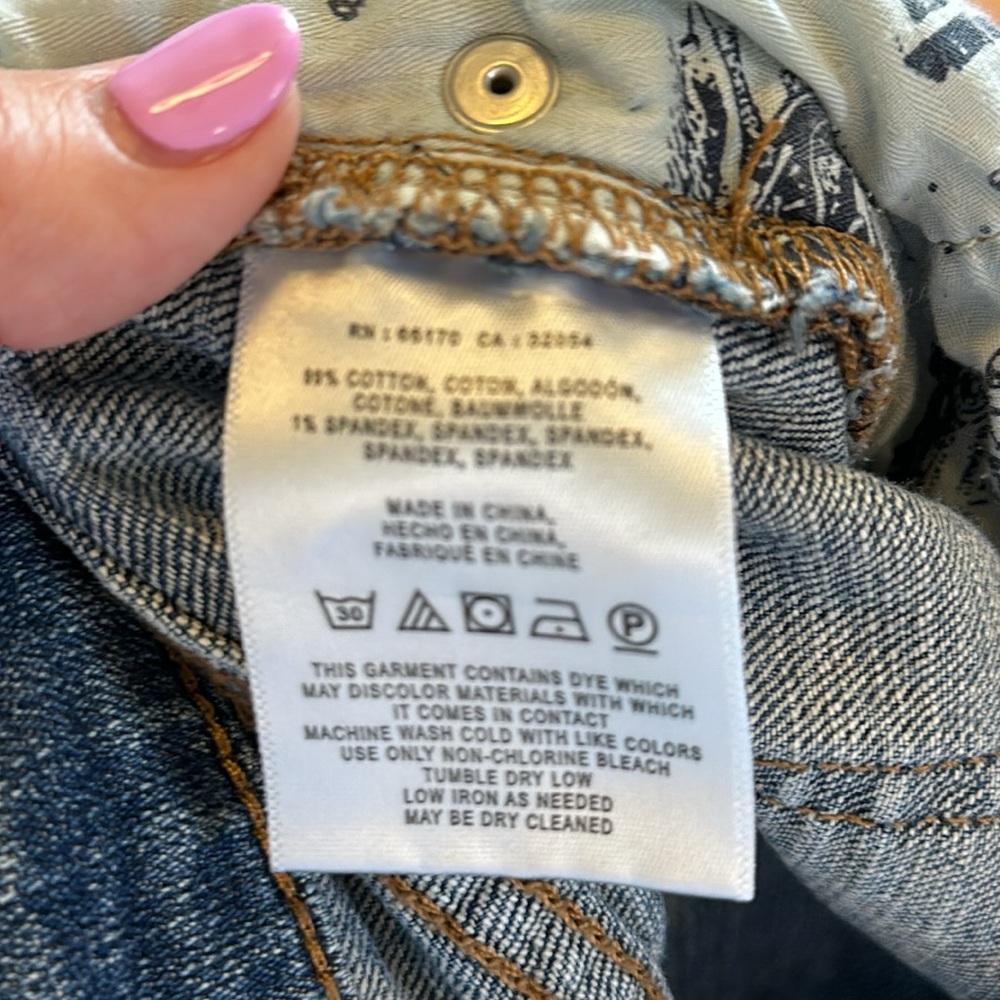 RN : 66170 CA : 32054
99% COTTON, COTON, ALGODÓN,
COTONE, BAUMWOLLE
1% SPANDEX, SPANDEX, SPANDEX,
SPANDEX, SPANDEX
MADE IN CHINA,
HECHO EN CHINA,
FABRIQUÉ EN CHINE
30 P
THIS GARMENT CONTAINS DYE WHICH
MAY DISCOLOR MATERIALS WITH WHICH
IT COMES IN CONTACT
MACHINE WASH COLD WITH LIKE COLORS
USE ONLY NON-CHLORINE BLEACH
TUMBLE DRY LOW
LOW IRON AS NEEDED
MAY BE DRY CLEANED